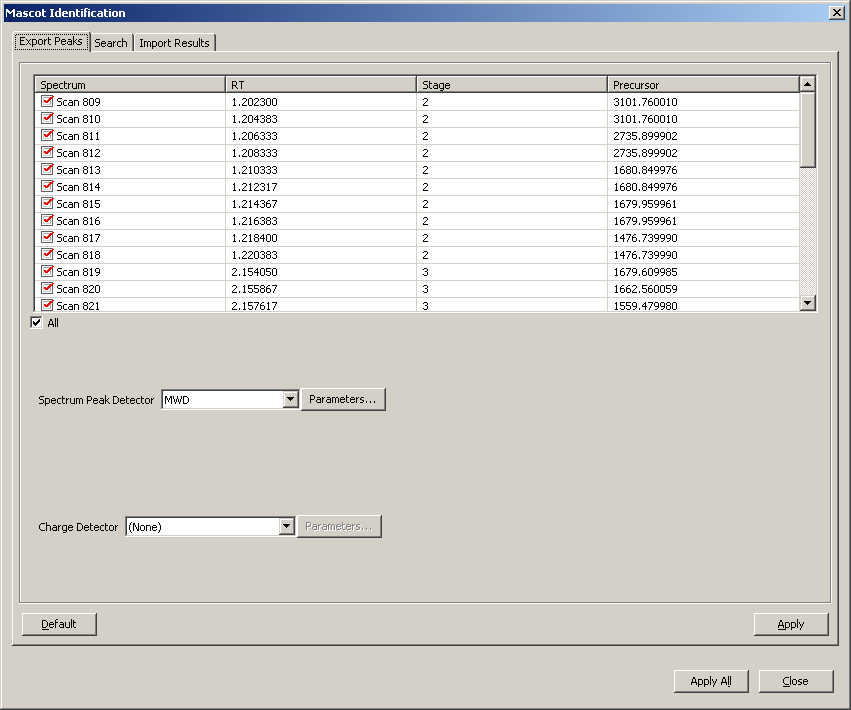 Mascot Identification
Export Peaks Search Import Results
Spectrum RT Stage Precursor
Scan 809 1.202300 2 3101.760010
Scan 810 1.204383 2 3101.760010
Scan 811 1.206333 2 2735.899902
Scan 812 1.208333 2 2735.899902
Scan 813 1.210333 2 1680.849976
Scan 814 1.212317 2 1680.849976
Scan 815 1.214367 2 1679.959961
Scan 816 1.216383 2 1679.959961
Scan 817 1.218400 2 1476.739990
Scan 818 1.220383 2 1476.739990
Scan 819 2.154050 3 1679.609985
Scan 820 2.155867 3 1662.560059
Scan 821 2.157617 3 1559.479980
All
Spectrum Peak Detector MWD Parameters...
Charge Detector (None) Parameters...
Default Apply
Apply All Close